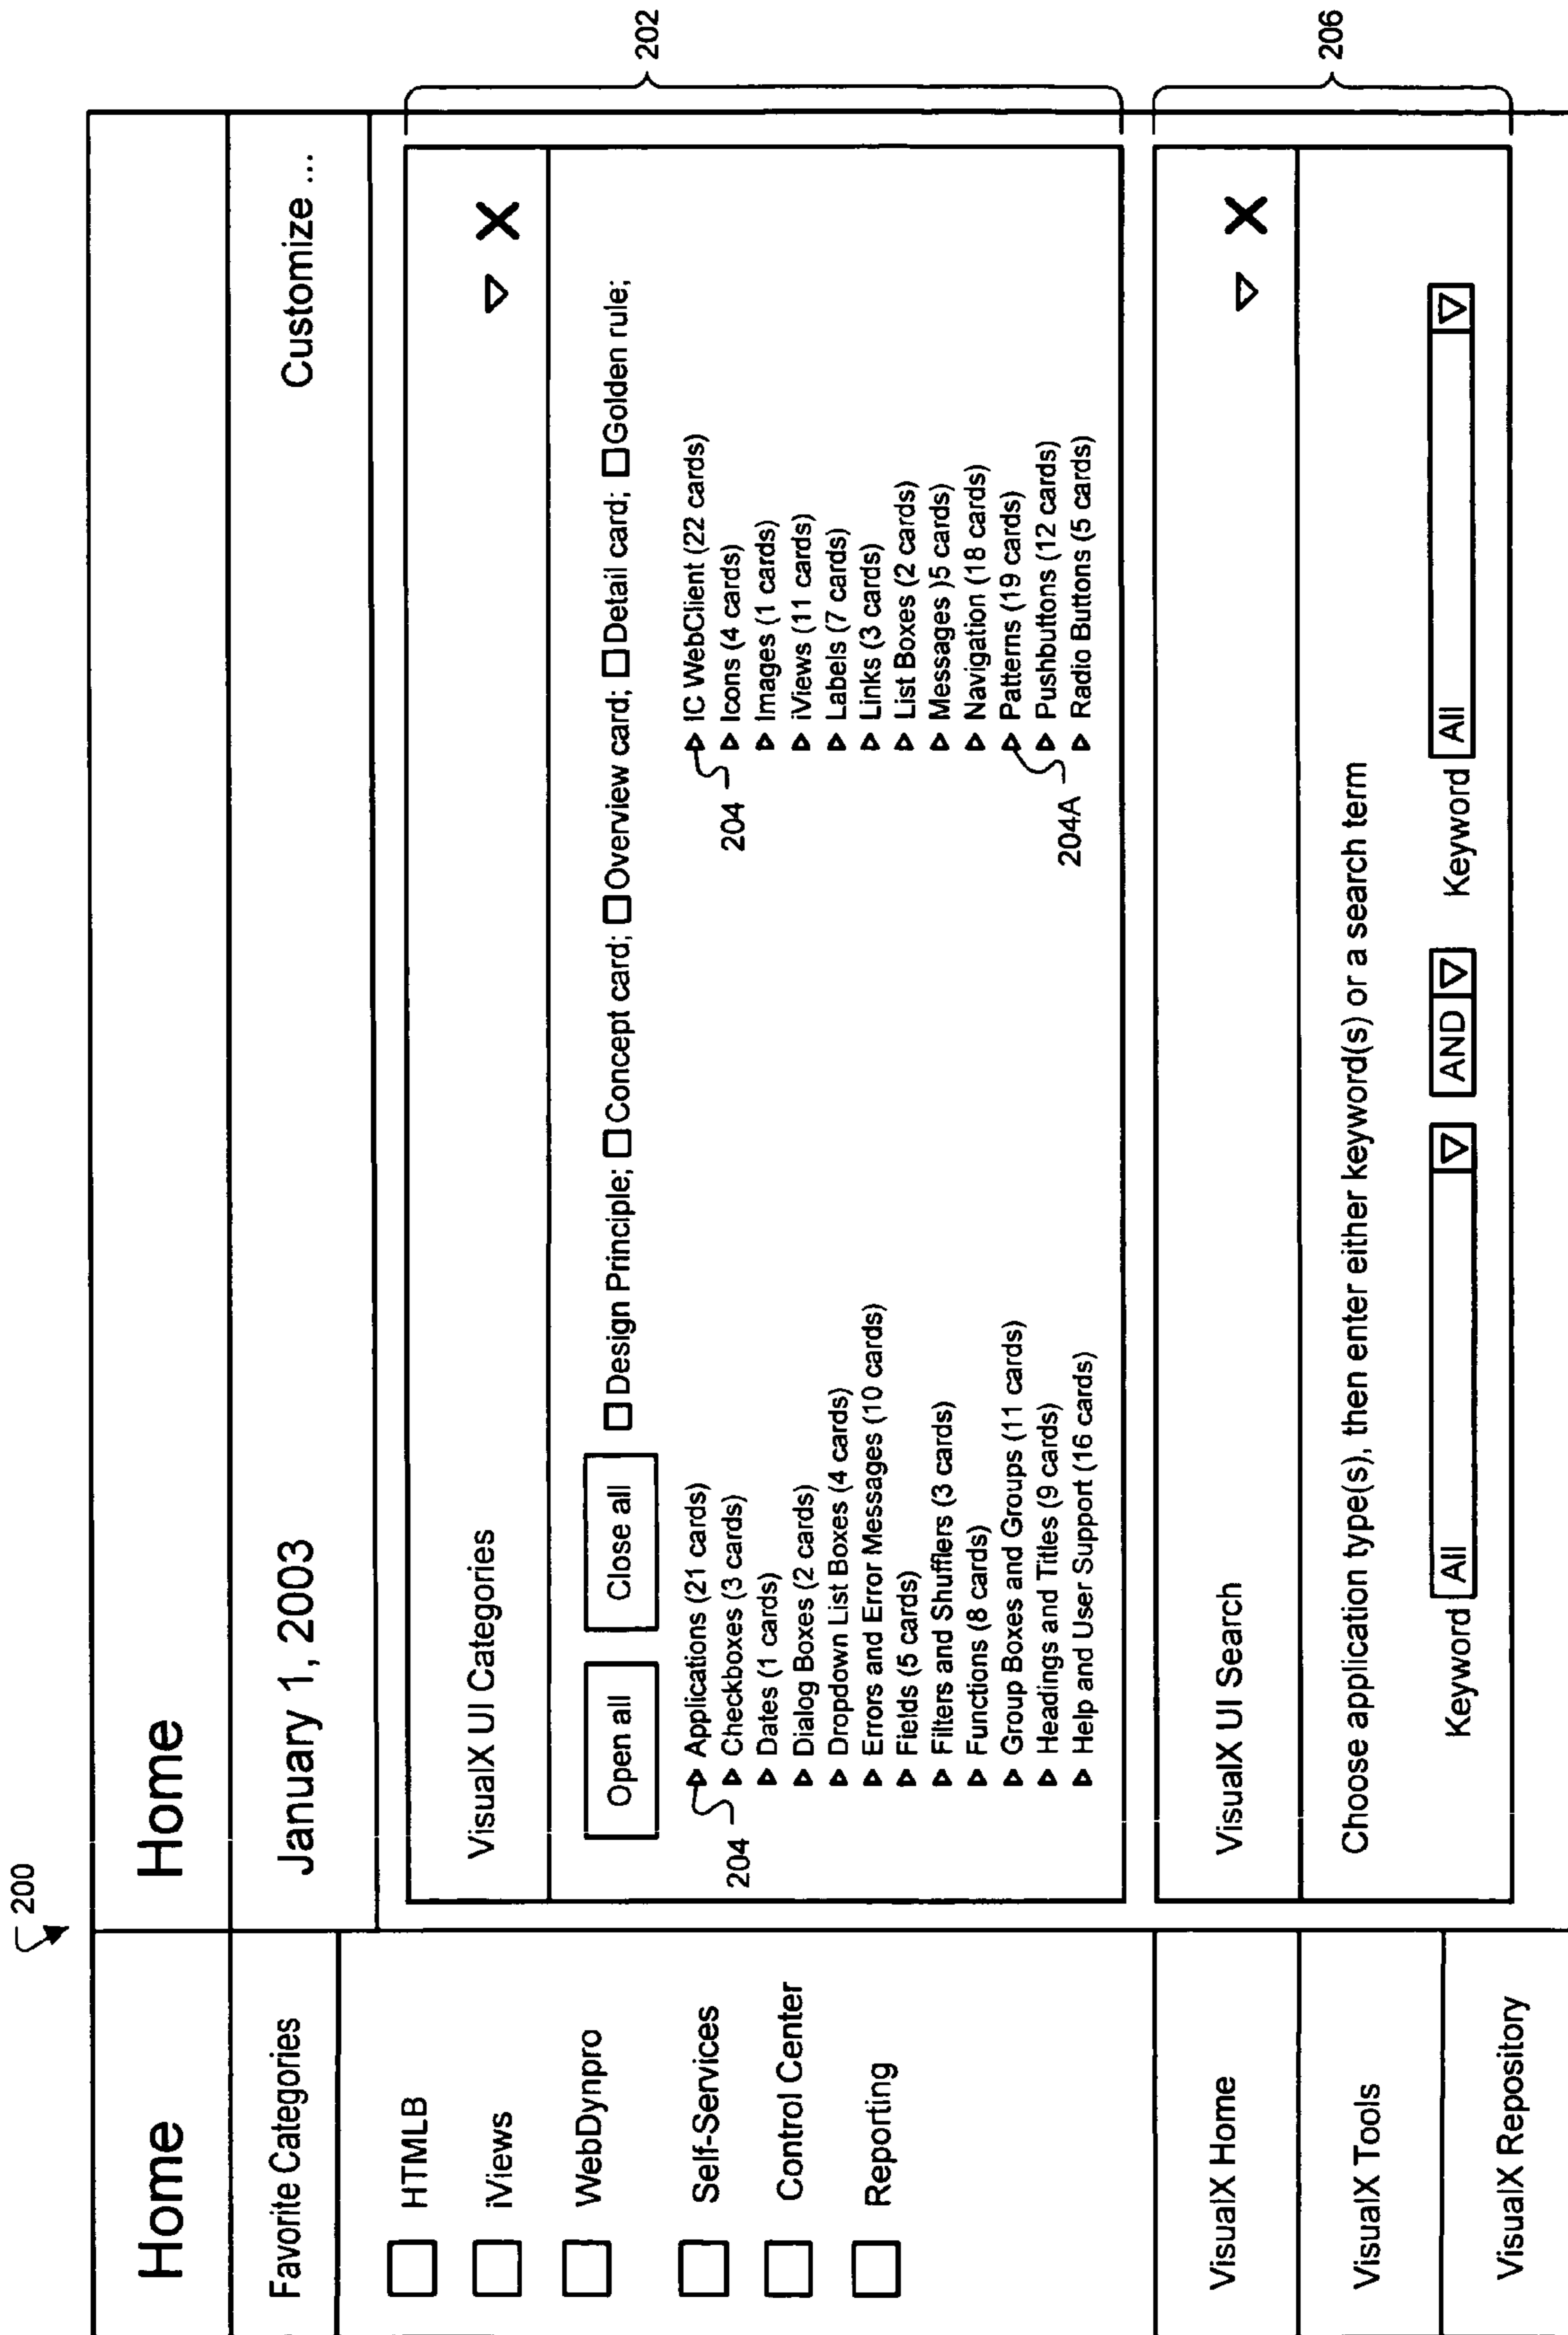 200
Home
Home
Favorite Categories
January 1, 2003
Customize ...
HTMLB
iViews
WebDynpro
Self-Services
Control Center
Reporting
VisualX Home
VisualX Tools
VisualX Repository
VisualX UI Categories
Open all
Close all
Design Principle; Concept card; Overview card; Detail card; Golden rule;
204
Applications (21 cards)
Checkboxes (3 cards)
Dates (1 cards)
Dialog Boxes (2 cards)
Dropdown List Boxes (4 cards)
Errors and Error Messages (10 cards)
Fields (5 cards)
Filters and Shufflers (3 cards)
Functions (8 cards)
Group Boxes and Groups (11 cards)
Headings and Titles (9 cards)
Help and User Support (16 cards)
204
IC WebClient (22 cards)
Icons (4 cards)
Images (1 cards)
iViews (11 cards)
Labels (7 cards)
Links (3 cards)
List Boxes (2 cards)
Messages )5 cards)
Navigation (18 cards)
204A
Patterns (19 cards)
Pushbuttons (12 cards)
Radio Buttons (5 cards)
202
VisualX UI Search
Choose application type(s), then enter either keyword(s) or a search term
Keyword All AND Keyword All
206